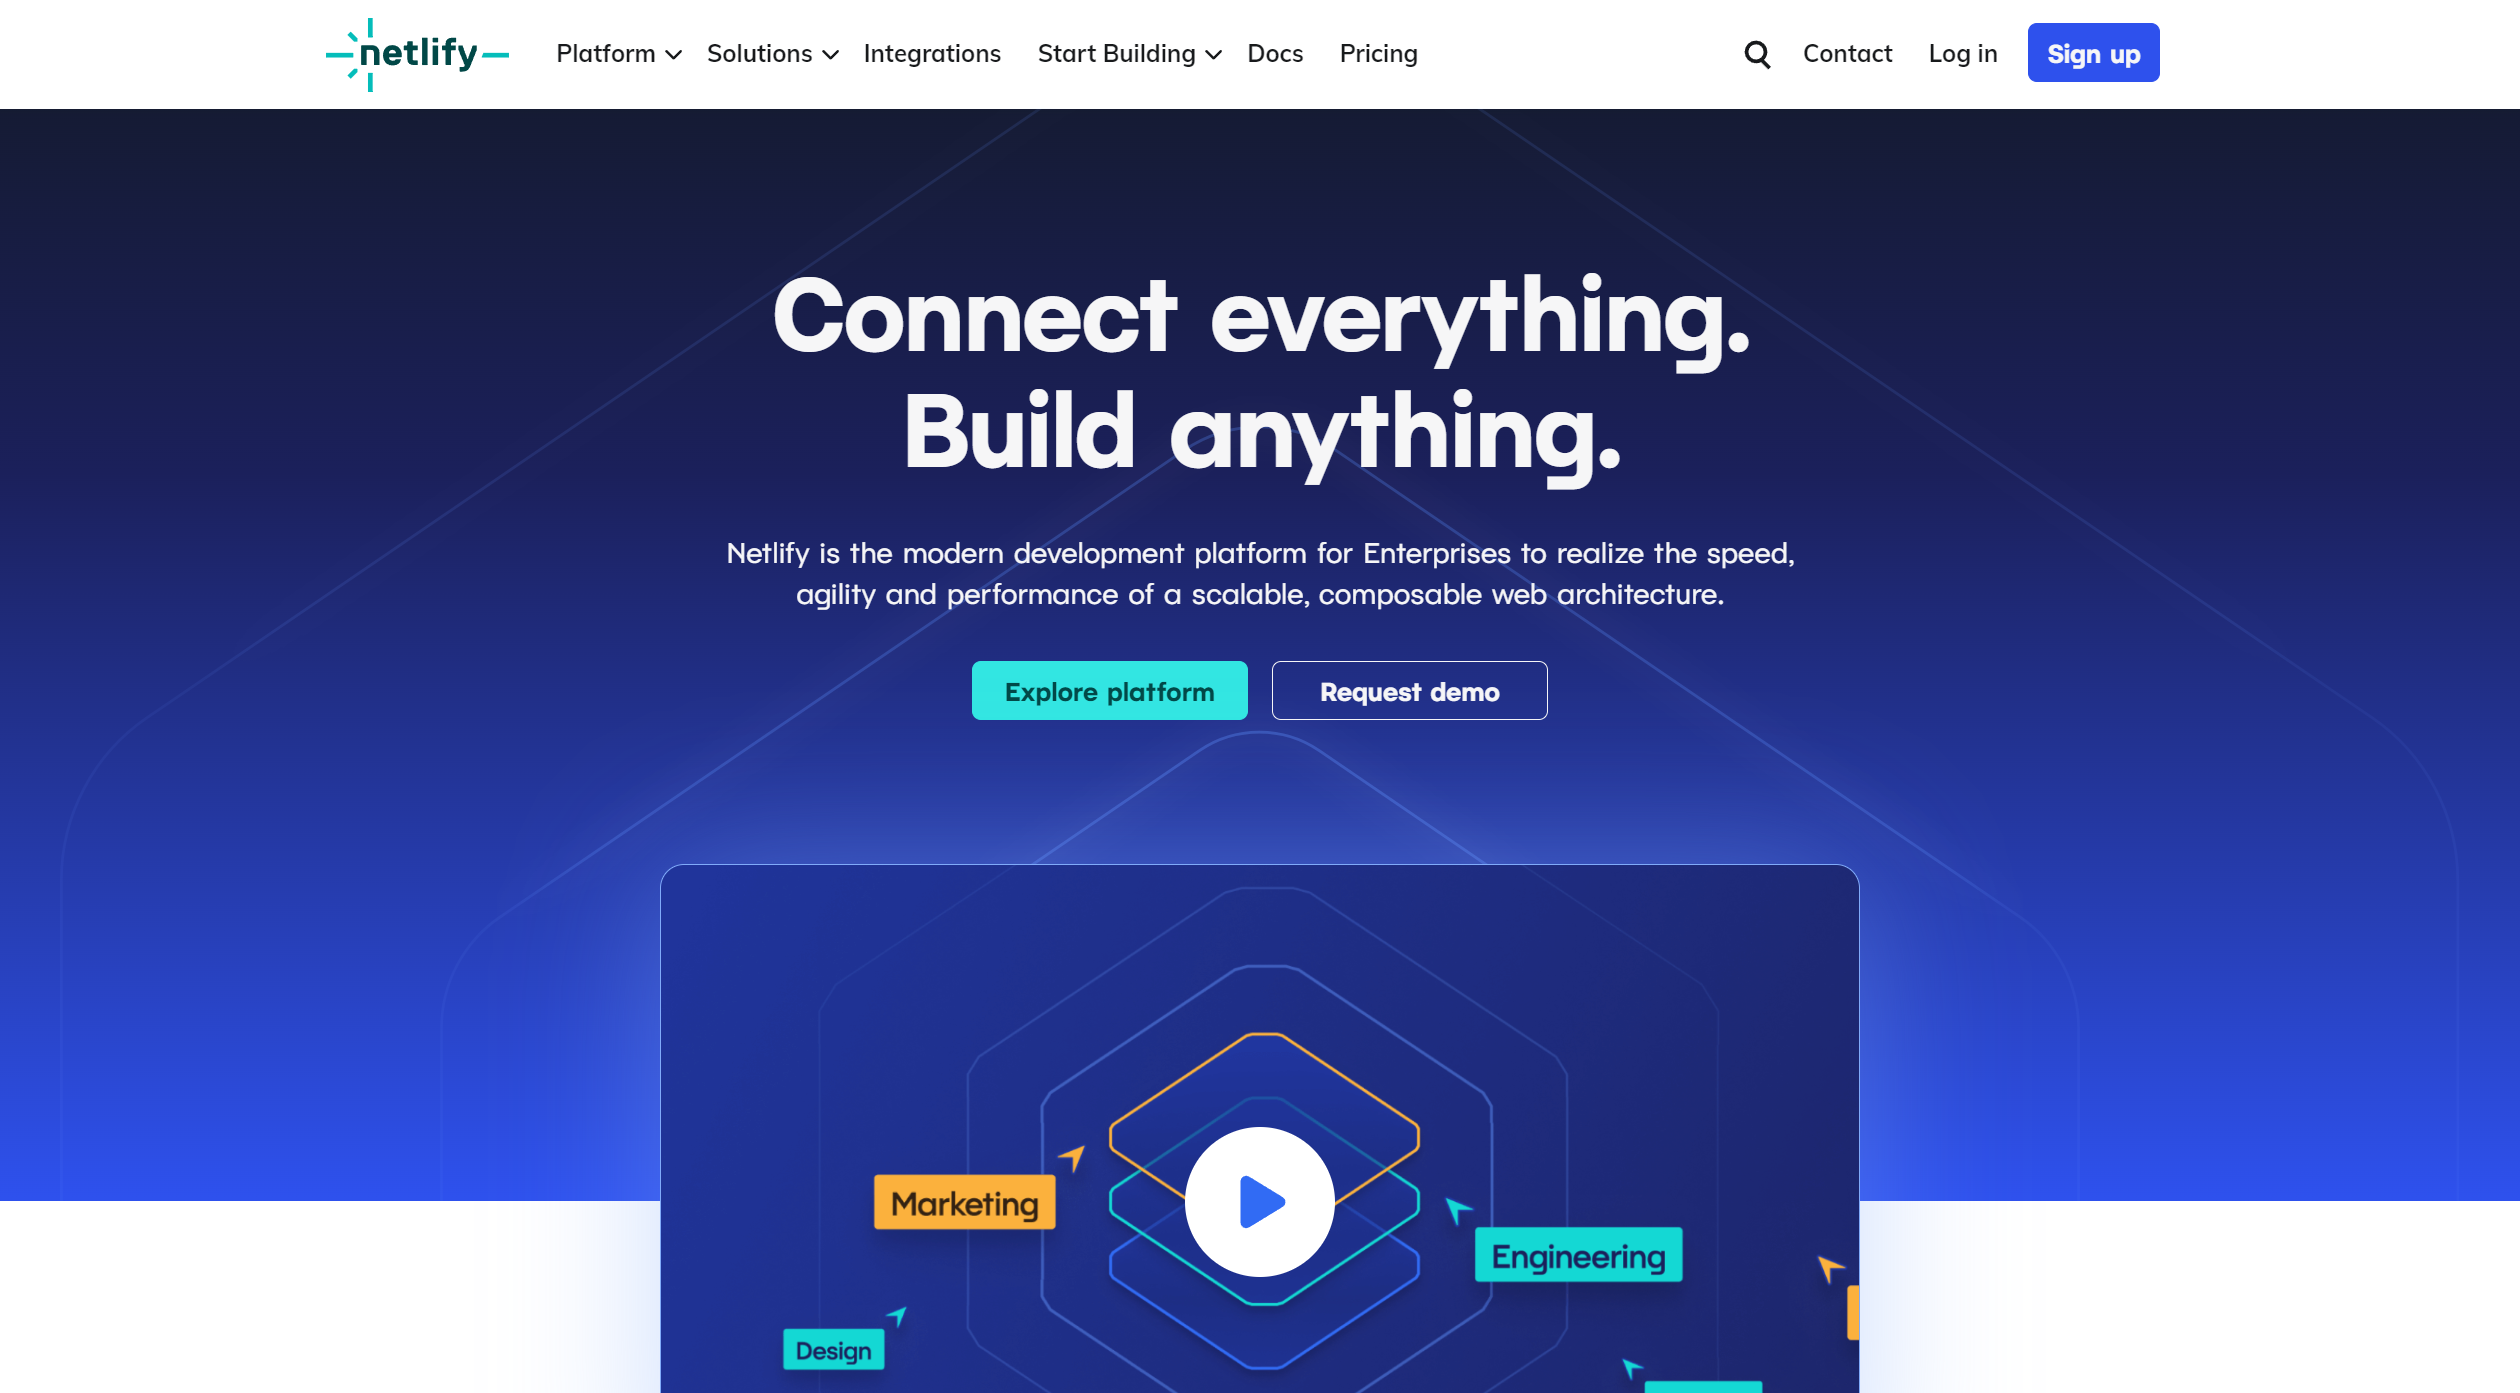 netlify
Platform
Solutions
Integrations
Start Building
Docs
Pricing
Contact
Log in
Sign up
Connect everything.
Build anything.
Netlify is the modern development platform for Enterprises to realize the speed,
agility and performance of a scalable, composable web architecture.
Explore platform
Request demo
Marketing
Engineering
Design